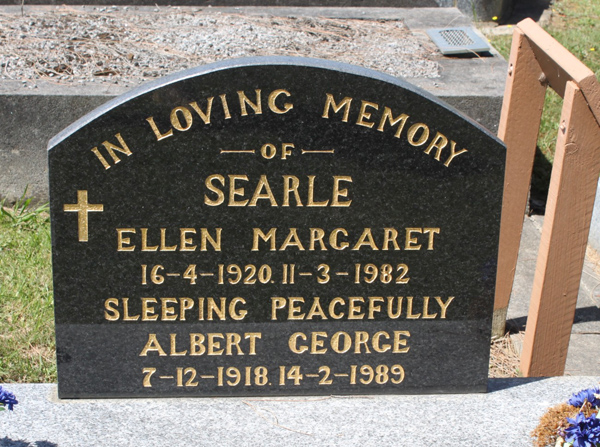 IN LOVING MEMORY
— OF —
SEARLE
ELLEN MARGARET
16-4-1920. 11-3-1982
SLEEPING PEACEFULLY
ALBERT GEORGE
7-12-1918. 14-2-1989